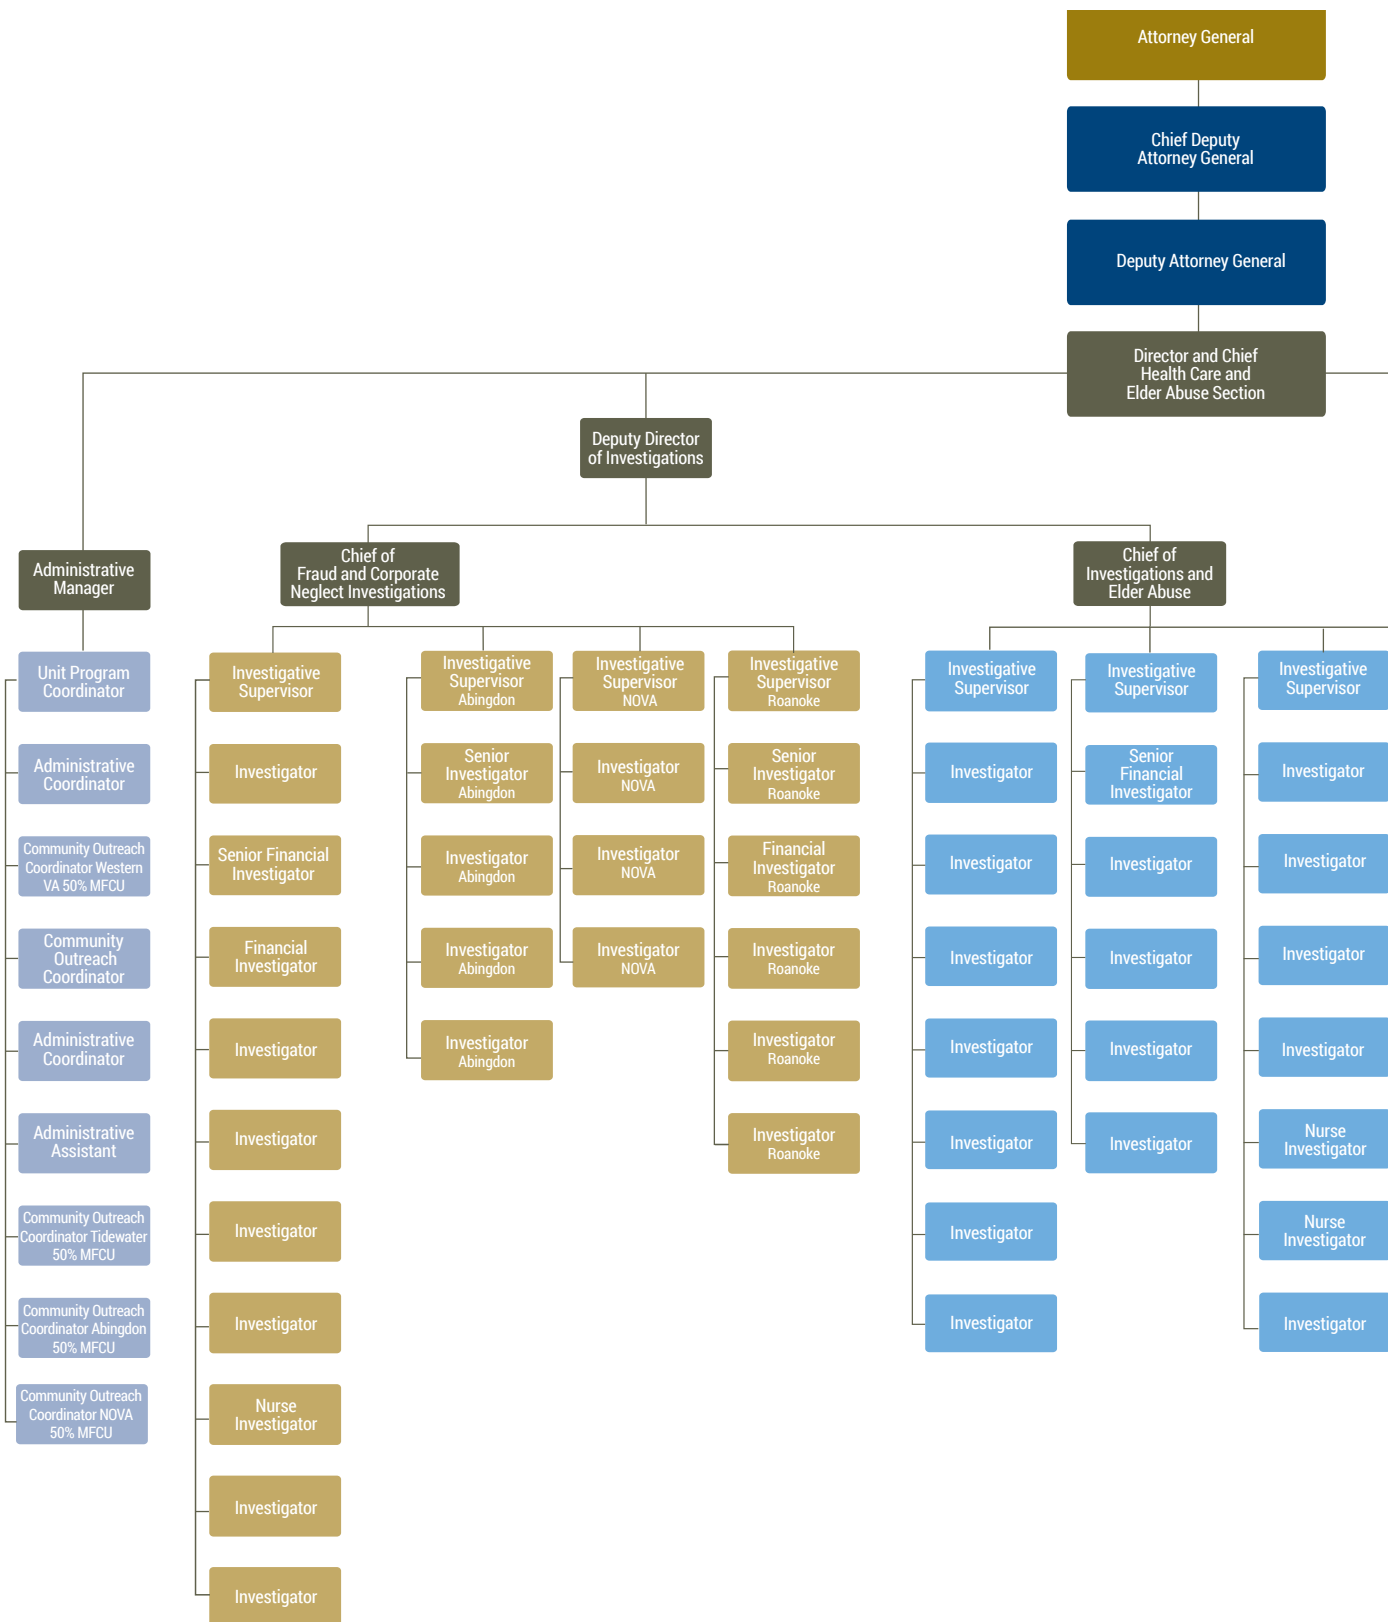 Attorney General
Chief Deputy
Attorney General
Deputy Attorney General
Director and Chief
Health Care and
Elder Abuse Section
Deputy Director
of Investigations
Administrative
Manager
Chief of
Fraud and Corporate
Neglect Investigations
Chief of
Investigations and
Elder Abuse
Unit Program
Coordinator
Administrative
Coordinator
Community Outreach
Coordinator Western
VA 50% MFCU
Community
Outreach
Coordinator
Administrative
Coordinator
Administrative
Assistant
Community Outreach
Coordinator Tidewater
50% MFCU
Community Outreach
Coordinator Abingdon
50% MFCU
Community Outreach
Coordinator NOVA
50% MFCU
Investigative
Supervisor
Investigator
Senior Financial
Investigator
Financial
Investigator
Investigator
Investigator
Investigator
Investigator
Nurse
Investigator
Investigator
Investigator
Investigative
Supervisor
Abingdon
Senior
Investigator
Abingdon
Investigator
Abingdon
Investigator
Abingdon
Investigator
Abingdon
Investigative
Supervisor
NOVA
Investigator
NOVA
Investigator
NOVA
Investigator
NOVA
Investigative
Supervisor
Roanoke
Senior
Investigator
Roanoke
Financial
Investigator
Roanoke
Investigator
Roanoke
Investigator
Roanoke
Investigator
Roanoke
Investigative
Supervisor
Investigator
Investigator
Investigator
Investigator
Investigator
Investigator
Investigator
Investigative
Supervisor
Senior
Financial
Investigator
Investigator
Investigator
Investigator
Investigator
Investigative
Supervisor
Investigator
Investigator
Investigator
Investigator
Nurse
Investigator
Nurse
Investigator
Investigator